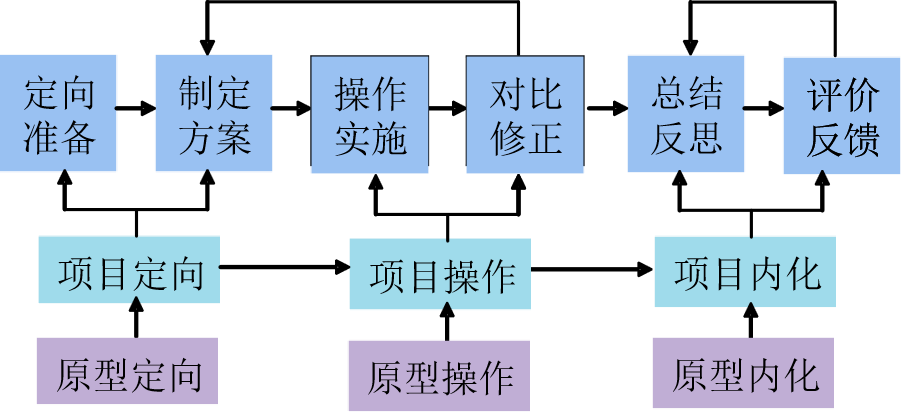 定向
准备
制定
方案
操作
实施
对比
修正
总结
反思
评价
反馈
项目定向
项目操作
项目内化
原型定向
原型操作
原型内化